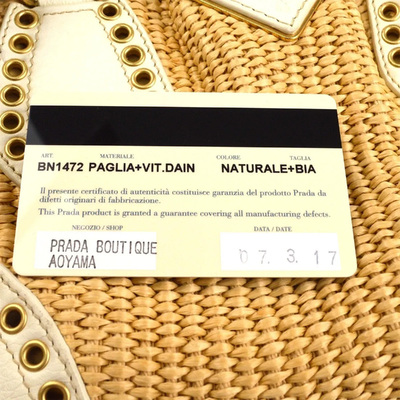 ART. MATERIALE COLORE TAGLIA
BN1472 PAGLIA+VIT.DAIN NATURALE+BIA
Il presente certificato di autenticità costituisce garanzia del prodotto Prada da
difetti originari di fabbricazione.
This Prada product is granted a guarantee covering all manufacturing defects.
NEGOZIO / SHOP DATA / DATE
PRADA BOUTIQUE
AOYAMA
07. 3. 17